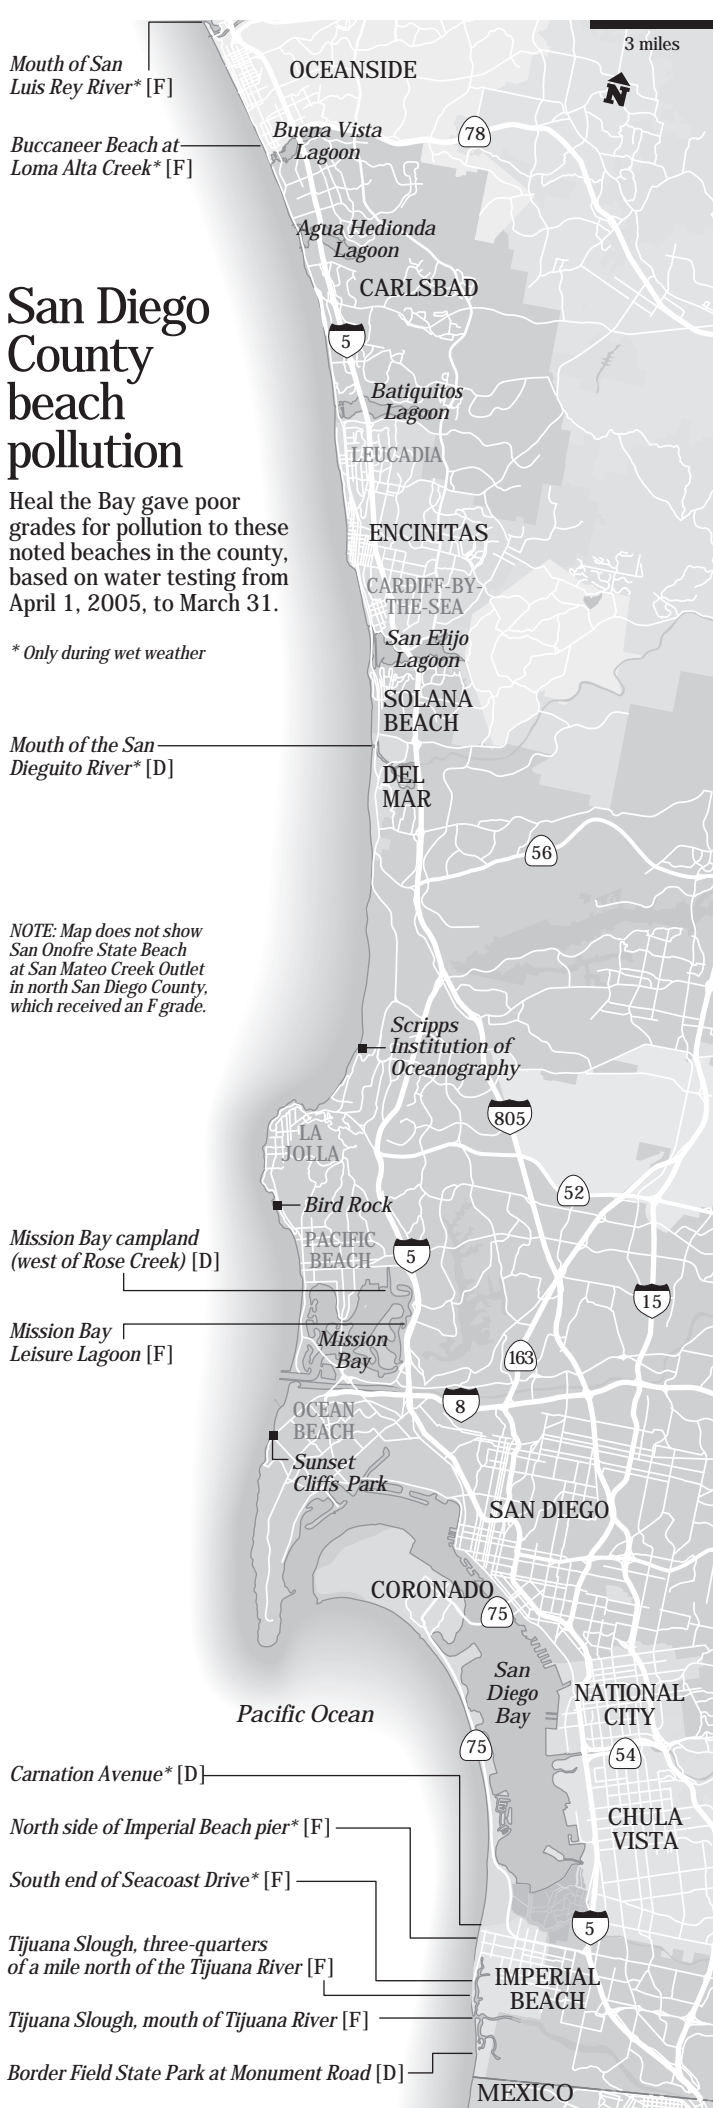 3 miles
N
Mouth of San
Luis Rey River* [F]
OCEANSIDE
Buena Vista
Lagoon
78
Buccaneer Beach at
Loma Alta Creek* [F]
Agua Hedionda
Lagoon
CARLSBAD
San Diego
County
beach
pollution
5
Batiquitos
Lagoon
LEUCADIA
Heal the Bay gave poor
grades for pollution to these
noted beaches in the county,
based on water testing from
April 1, 2005, to March 31.
ENCINITAS
CARDIFF-BY-
THE-SEA
* Only during wet weather
San Elijo
Lagoon
SOLANA
BEACH
Mouth of the San
Dieguito River* [D]
DEL
MAR
56
NOTE: Map does not show
San Onofre State Beach
at San Mateo Creek Outlet
in north San Diego County,
which received an F grade.
Scripps
Institution of
Oceanography
805
LA
JOLLA
52
Bird Rock
Mission Bay campland
(west of Rose Creek) [D]
PACIFIC
BEACH
5
15
Mission Bay
Leisure Lagoon [F]
Mission
Bay
163
8
OCEAN
BEACH
Sunset
Cliffs Park
SAN DIEGO
CORONADO
75
San
Diego
Bay
NATIONAL
CITY
Pacific Ocean
75
54
Carnation Avenue* [D]
North side of Imperial Beach pier* [F]
CHULA
VISTA
South end of Seacoast Drive* [F]
5
Tijuana Slough, three-quarters
of a mile north of the Tijuana River [F]
IMPERIAL
BEACH
Tijuana Slough, mouth of Tijuana River [F]
Border Field State Park at Monument Road [D]
MEXICO